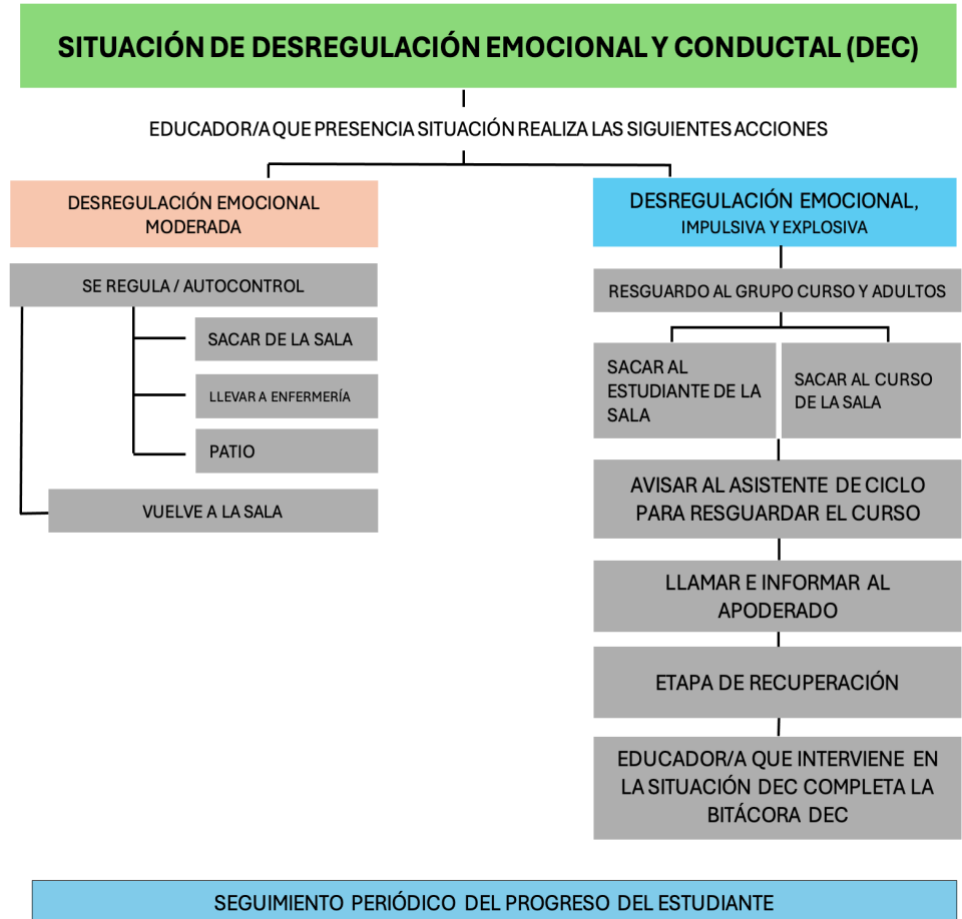 SITUACIÓN DE DESREGULACIÓN EMOCIONAL Y CONDUCTAL (DEC)
EDUCADOR/A QUE PRESENCIA SITUACIÓN REALIZA LAS SIGUIENTES ACCIONES
DESREGULACIÓN EMOCIONAL
MODERADA
SE REGULA / AUTOCONTROL
SACAR DE LA SALA
LLEVAR A ENFERMERÍA
PATIO
VUELVE A LA SALA
DESREGULACIÓN EMOCIONAL,
IMPULSIVA Y EXPLOSIVA
RESGUARDO AL GRUPO CURSO Y ADULTOS
SACAR AL
ESTUDIANTE DE LA
SALA
SACAR AL CURSO
DE LA SALA
AVISAR AL ASISTENTE DE CICLO
PARA RESGUARDAR EL CURSO
LLAMAR E INFORMAR AL
APODERADO
ETAPA DE RECUPERACIÓN
EDUCADOR/A QUE INTERVIENE EN
LA SITUACIÓN DEC COMPLETA LA
BITÁCORA DEC
SEGUIMIENTO PERIÓDICO DEL PROGRESO DEL ESTUDIANTE